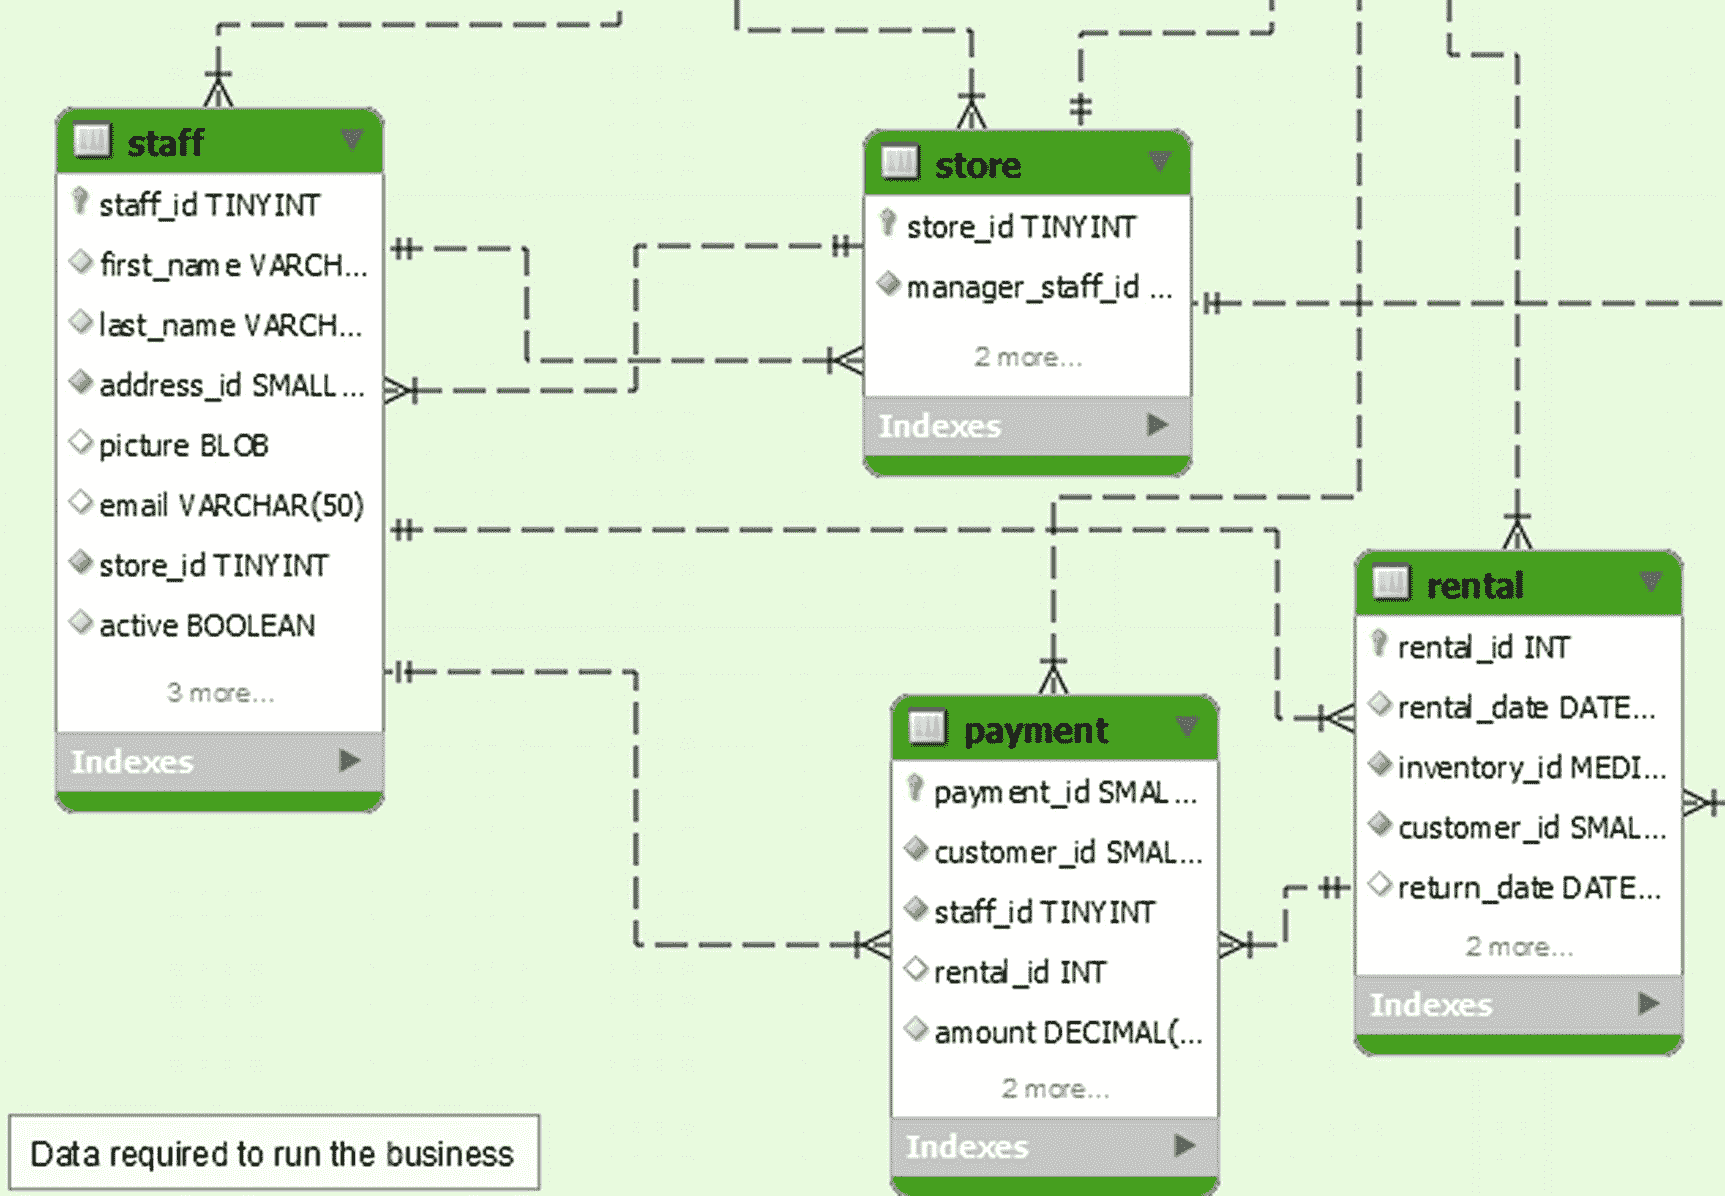 staff
staff_id TINYINT
first_name VARCH...
last_name VARCH...
address_id SMALL...
picture BLOB
email VARCHAR(50)
store_id TINYINT
active BOOLEAN
3 more...
Indexes
store
store_id TINYINT
manager_staff_id ...
2 more...
Indexes
payment
payment_id SMAL...
customer_id SMAL...
staff_id TINYINT
rental_id INT
amount DECIMAL(...
2 more...
Indexes
rental
rental_id INT
rental_date DATE...
inventory_id MEDI...
customer_id SMAL...
return_date DATE...
2 more...
Indexes
Data required to run the business